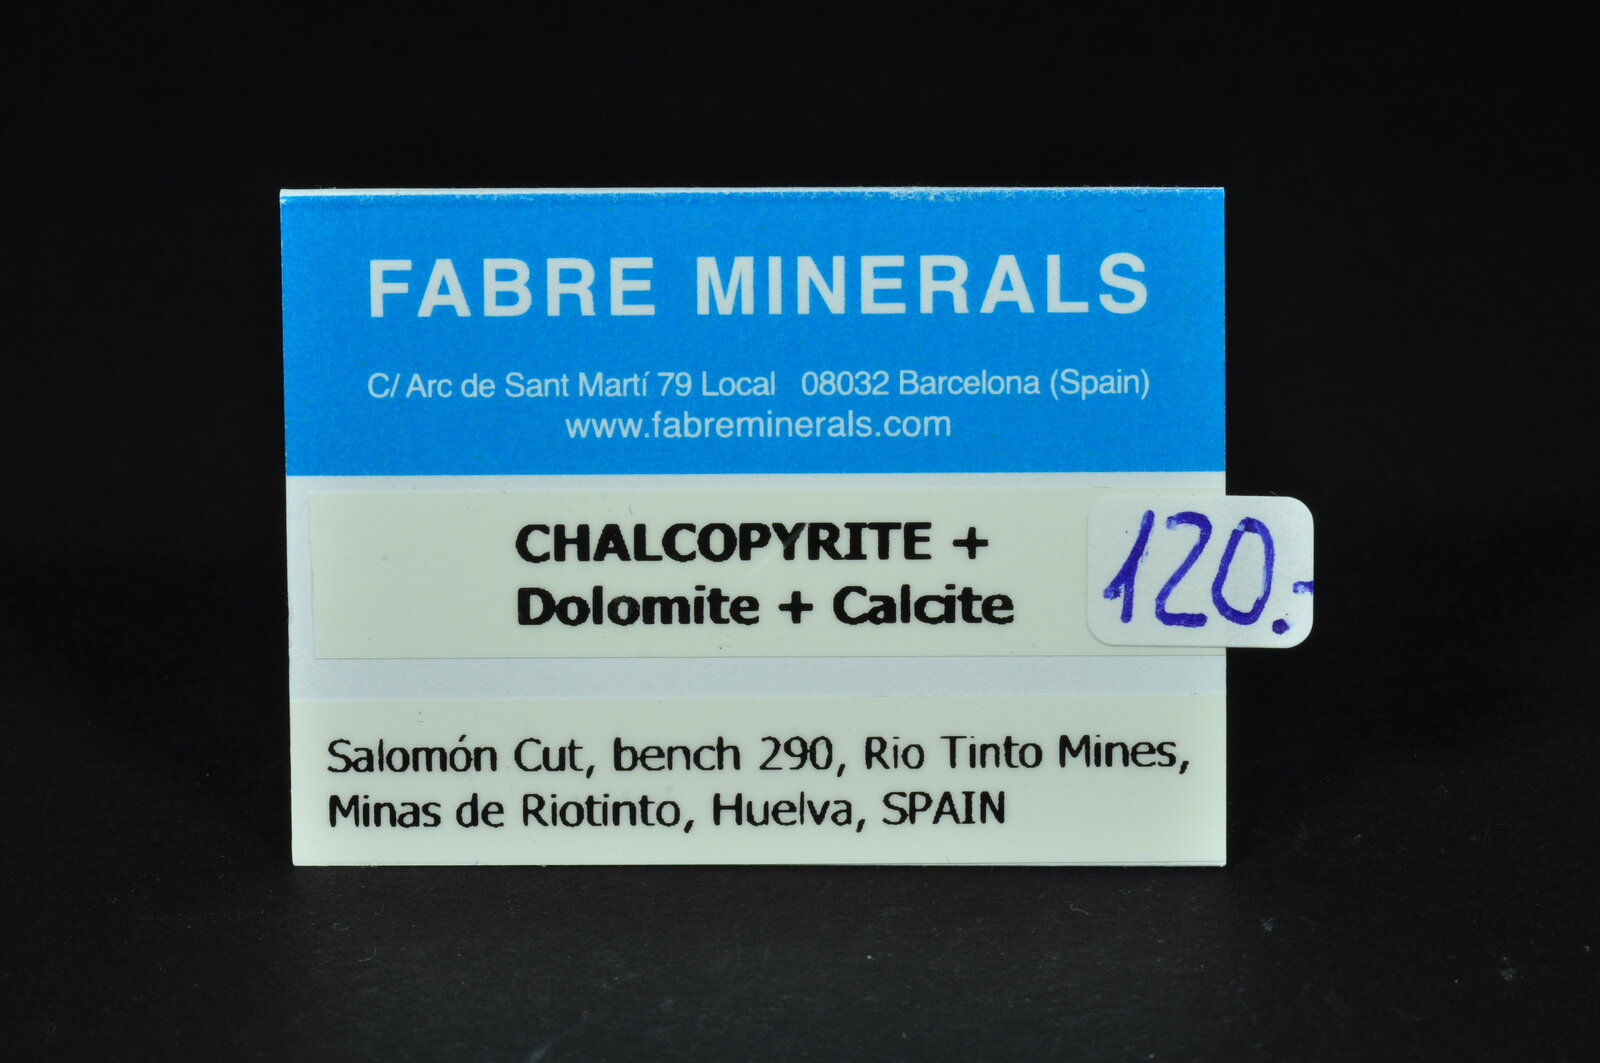 FABRE MINERALS
C/ Arc de Sant Martí 79 Local 08032 Barcelona (Spain)
www.fabreminerals.com
CHALCOPYRITE +
Dolomite + Calcite
120.-
Salomón Cut, bench 290, Rio Tinto Mines,
Minas de Riotinto, Huelva, SPAIN